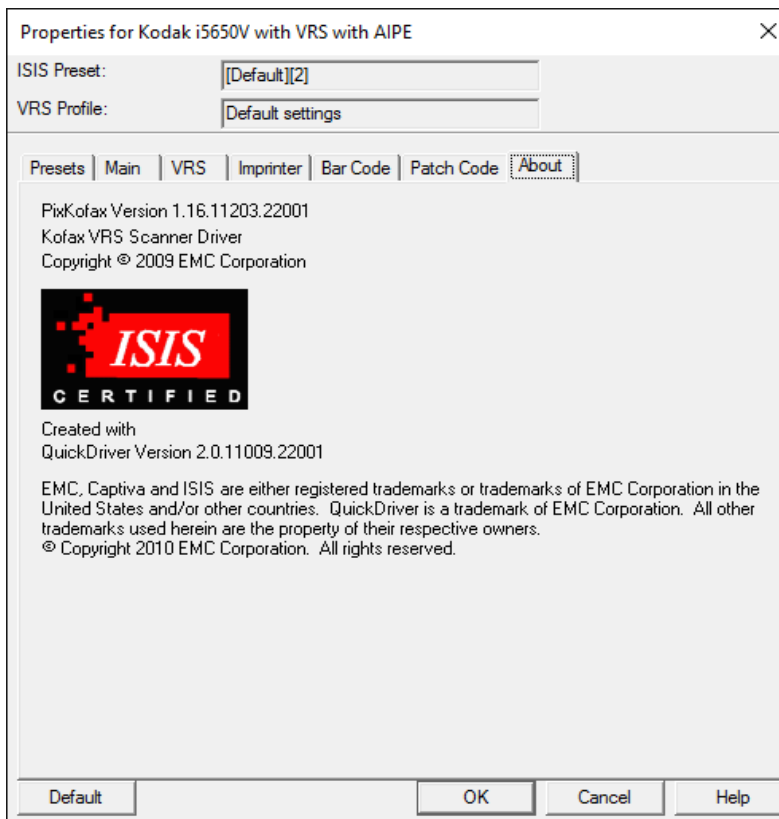 Properties for Kodak i5650V with VRS with AIPE
ISIS Preset: [Default][2]
VRS Profile: Default settings
Presets Main VRS Imprinter Bar Code Patch Code About
PixKofax Version 1.16.11203.22001
Kofax VRS Scanner Driver
Copyright © 2009 EMC Corporation
ISIS
CERTIFIED
Created with
QuickDriver Version 2.0.11009.22001
EMC, Captiva and ISIS are either registered trademarks or trademarks of EMC Corporation in the
United States and/or other countries. QuickDriver is a trademark of EMC Corporation. All other
trademarks used herein are the property of their respective owners.
© Copyright 2010 EMC Corporation. All rights reserved.
Default OK Cancel Help